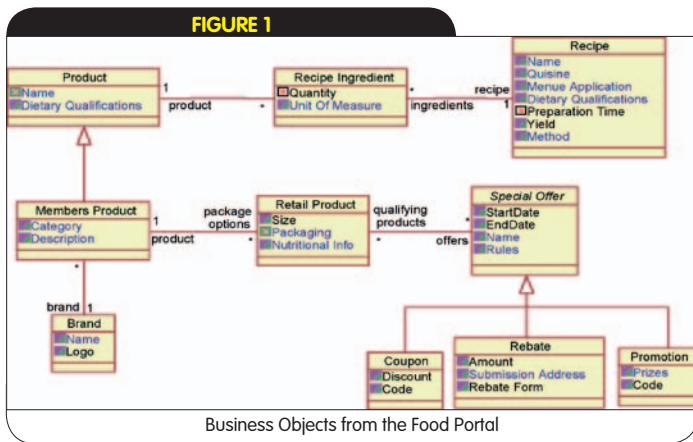 FIGURE 1
Product
Name
Dietary Qualifications
1
product
*
Recipe Ingredient
Quantity
Unit Of Measure
*
ingredients
recipe
1
Recipe
Name
Quisine
Menue Application
Dietary Qualifications
Preparation Time
Yield
Method
Members Product
Category
Description
1
product
package
options
*
Retail Product
Size
Packaging
Nutritional Info
qualifying
products
*
*
offers
Special Offer
StartDate
EndDate
Name
Rules
*
brand 1
Brand
Name
Logo
Coupon
Discount
Code
Rebate
Amount
Submission Address
Rebate Form
Promotion
Prizes
Code
Business Objects from the Food Portal